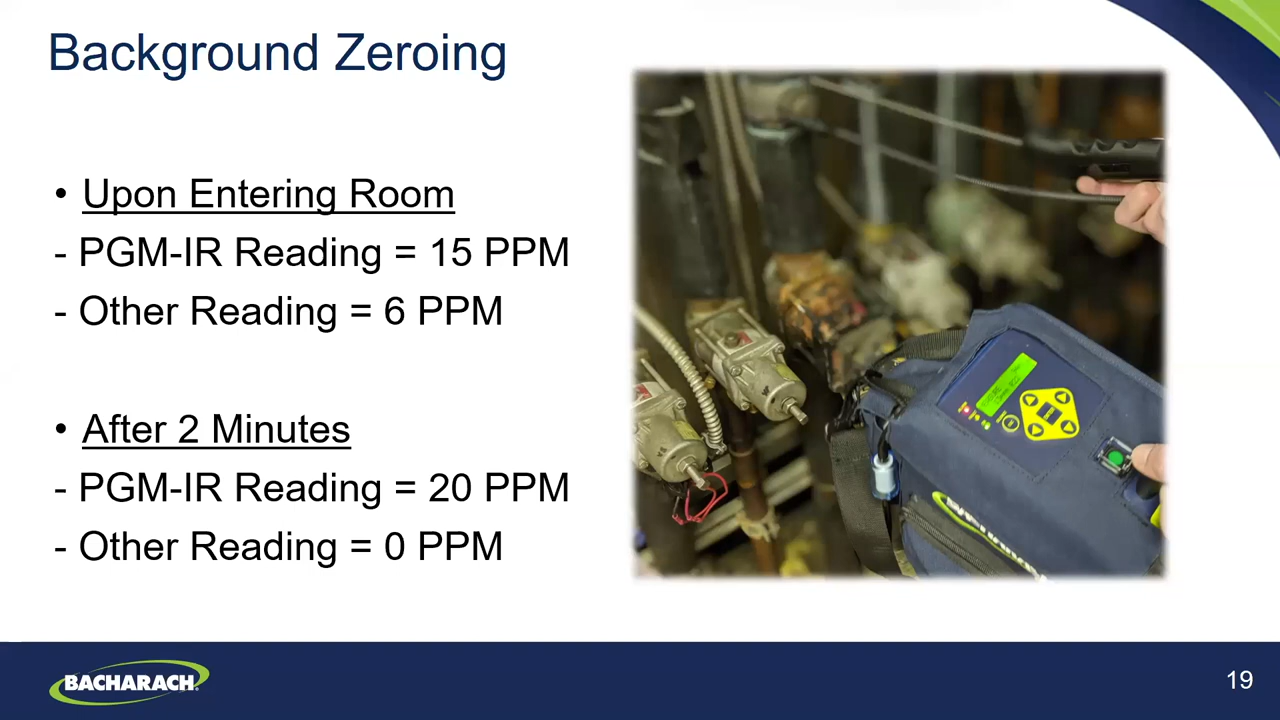 Background Zeroing
• Upon Entering Room
- PGM-IR Reading = 15 PPM
- Other Reading = 6 PPM
• After 2 Minutes
- PGM-IR Reading = 20 PPM
- Other Reading = 0 PPM
BACHARACH
19